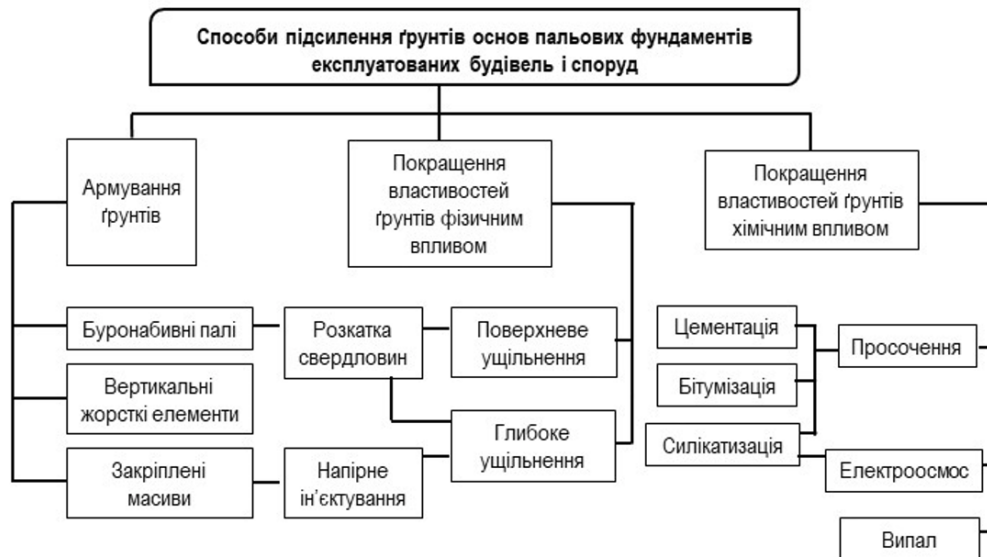 Способи підсилення ґрунтів основ пальових фундаментів
експлуатованих будівель і споруд
Армування
ґрунтів
Покращення
властивостей
ґрунтів фізичним
впливом
Покращення
властивостей ґрунтів
хімічним впливом
Буронабивні палі
Розкатка
свердловин
Поверхневе
ущільнення
Цементація
Просочення
Бітумізація
Вертикальні
жорсткі елементи
Глибоке
ущільнення
Силікатизація
Закріплені
масиви
Напірне
ін’єктування
Електроосмос
Випал